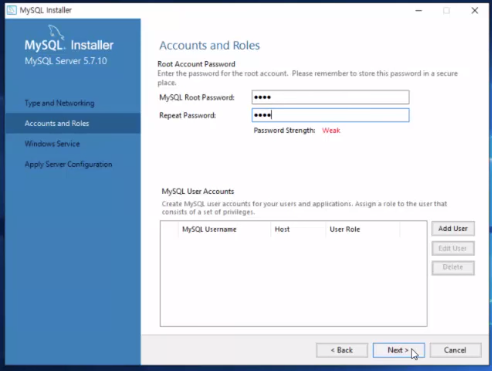 MySQL Installer
MySQL. Installer
MySQL Server 5.7.10
Type and Networking
Accounts and Roles
Windows Service
Apply Server Configuration
Accounts and Roles
Root Account Password
Enter the password for the root account. Please remember to store this password in a secure
place.
MySQL Root Password:
••••
Repeat Password:
••••
Password Strength: Weak
MySQL User Accounts
Create MySQL user accounts for your users and applications. Assign a role to the user that
consists of a set of privileges.
MySQL Username Host User Role
Add User
Edit User
Delete
< Back Next > Cancel